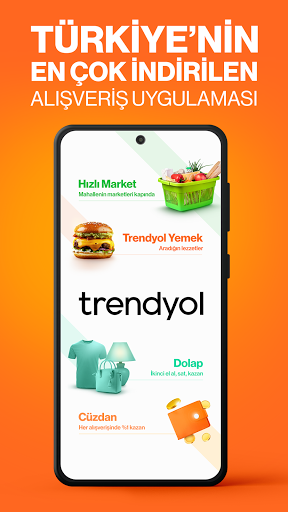 TÜRKİYE'NİN
EN ÇOK İNDİRİLEN
ALIŞVERİŞ UYGULAMASI
Hızlı Market
Mahallenin marketleri kapında
Trendyol Yemek
Aradığın lezzetler
trendyol
Dolap
İkinci el al, sat, kazan
Cüzdan
Her alışverişinde %1 kazan